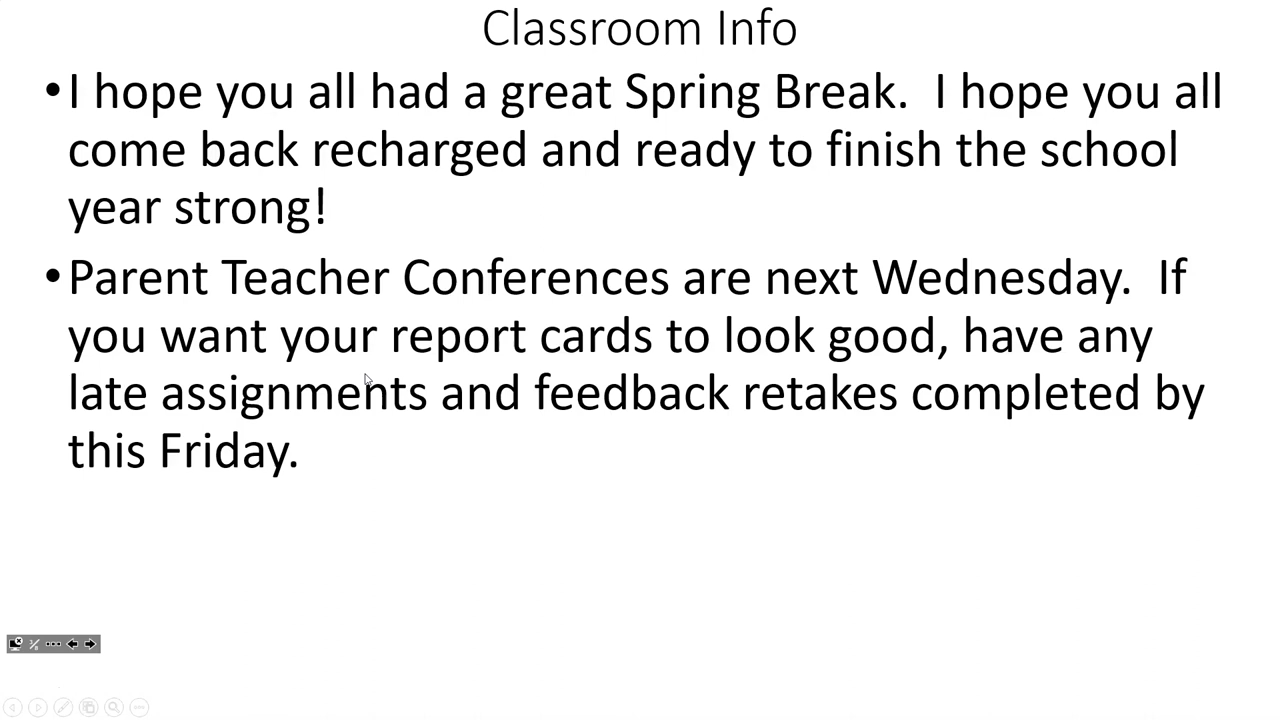 Classroom Info
•I hope you all had a great Spring Break.  I hope you all
come back recharged and ready to finish the school
year strong!
•Parent Teacher Conferences are next Wednesday.  If
you want your report cards to look good, have any
late assignments and feedback retakes completed by
this Friday.